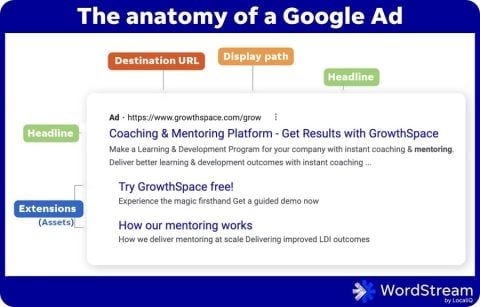 The anatomy of a Google Ad
Destination URL
Display path
Headline
Ad · https://www.growthspace.com/grow
Headline
Coaching & Mentoring Platform - Get Results with GrowthSpace
Make a Learning & Development Program for your company with instant coaching & mentoring.
Deliver better learning & development outcomes with instant coaching ...
Extensions
(Assets)
Try GrowthSpace free!
Experience the magic firsthand Get a guided demo now
How our mentoring works
How we deliver mentoring at scale Delivering improved LDI outcomes
WordStream
by LocaliQ